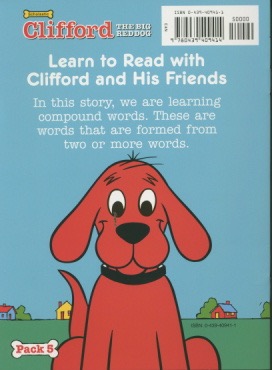 Clifford
THE BIG
RED DOG
Learn to Read with
Clifford and His Friends
In this story, we are learning
compound words. These are
words that are formed from
two or more words.
Pack 5